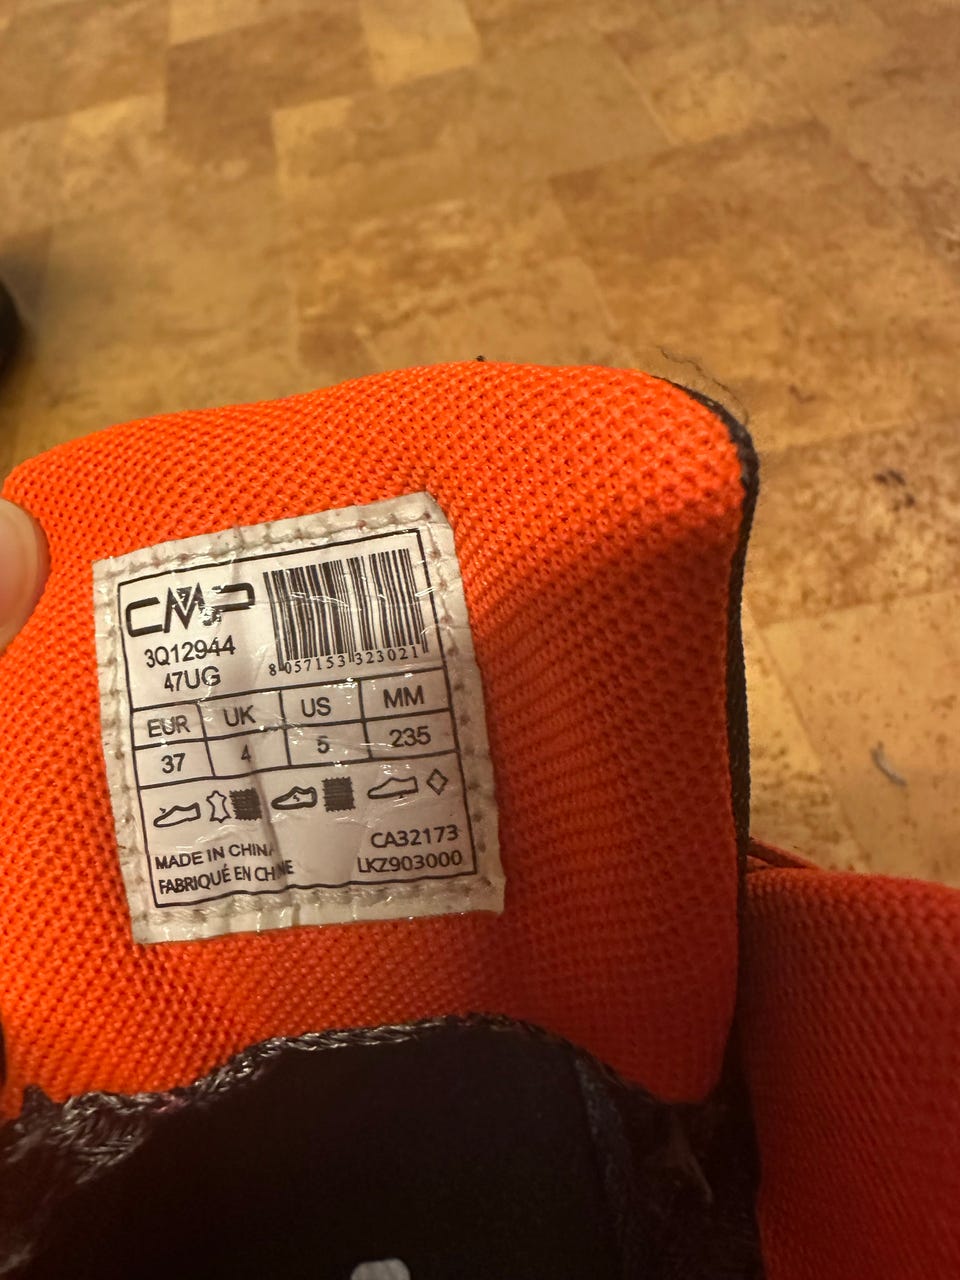 CMP
8 057153 323021
3Q12944
47UG
EUR UK US MM
37 4 5 235
MADE IN CHINA
FABRIQUÉ EN CHINE
CA32173
LKZ903000